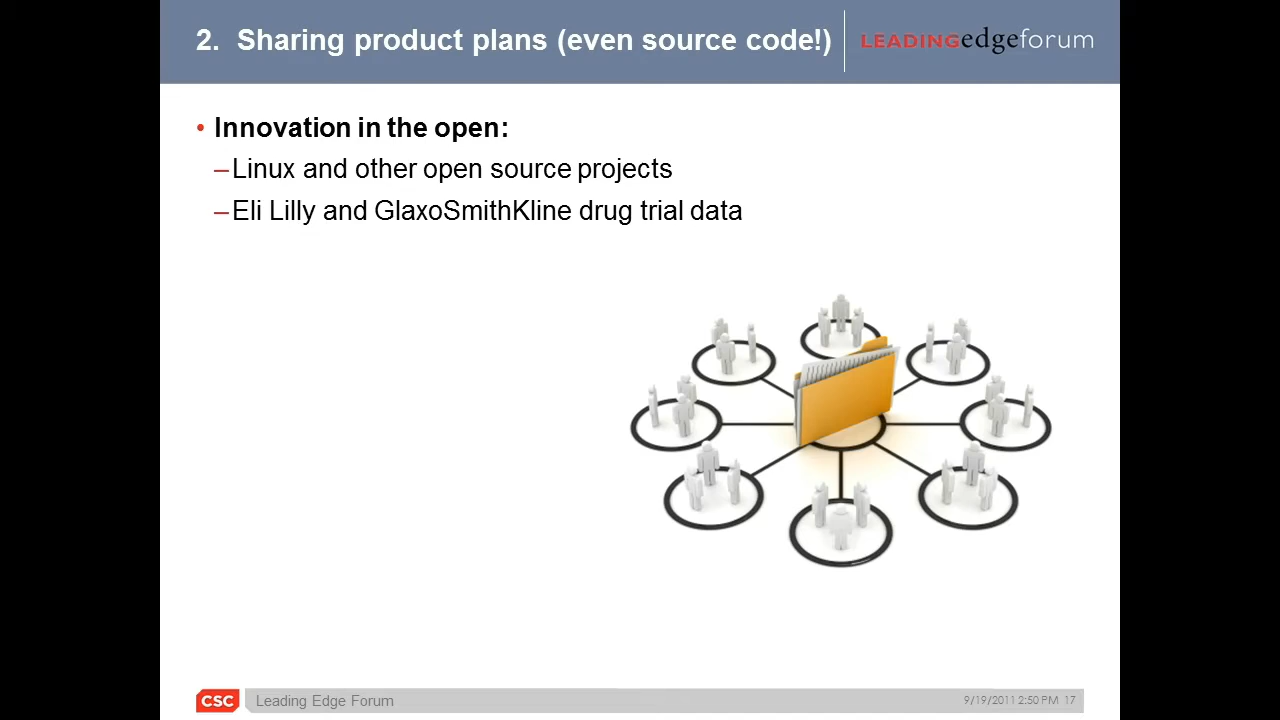 2. Sharing product plans (even source code!)
LEADINGedgeforum
• Innovation in the open:
–Linux and other open source projects
–Eli Lilly and GlaxoSmithKline drug trial data
CSC
Leading Edge Forum
9/19/2011 2:50 PM 17